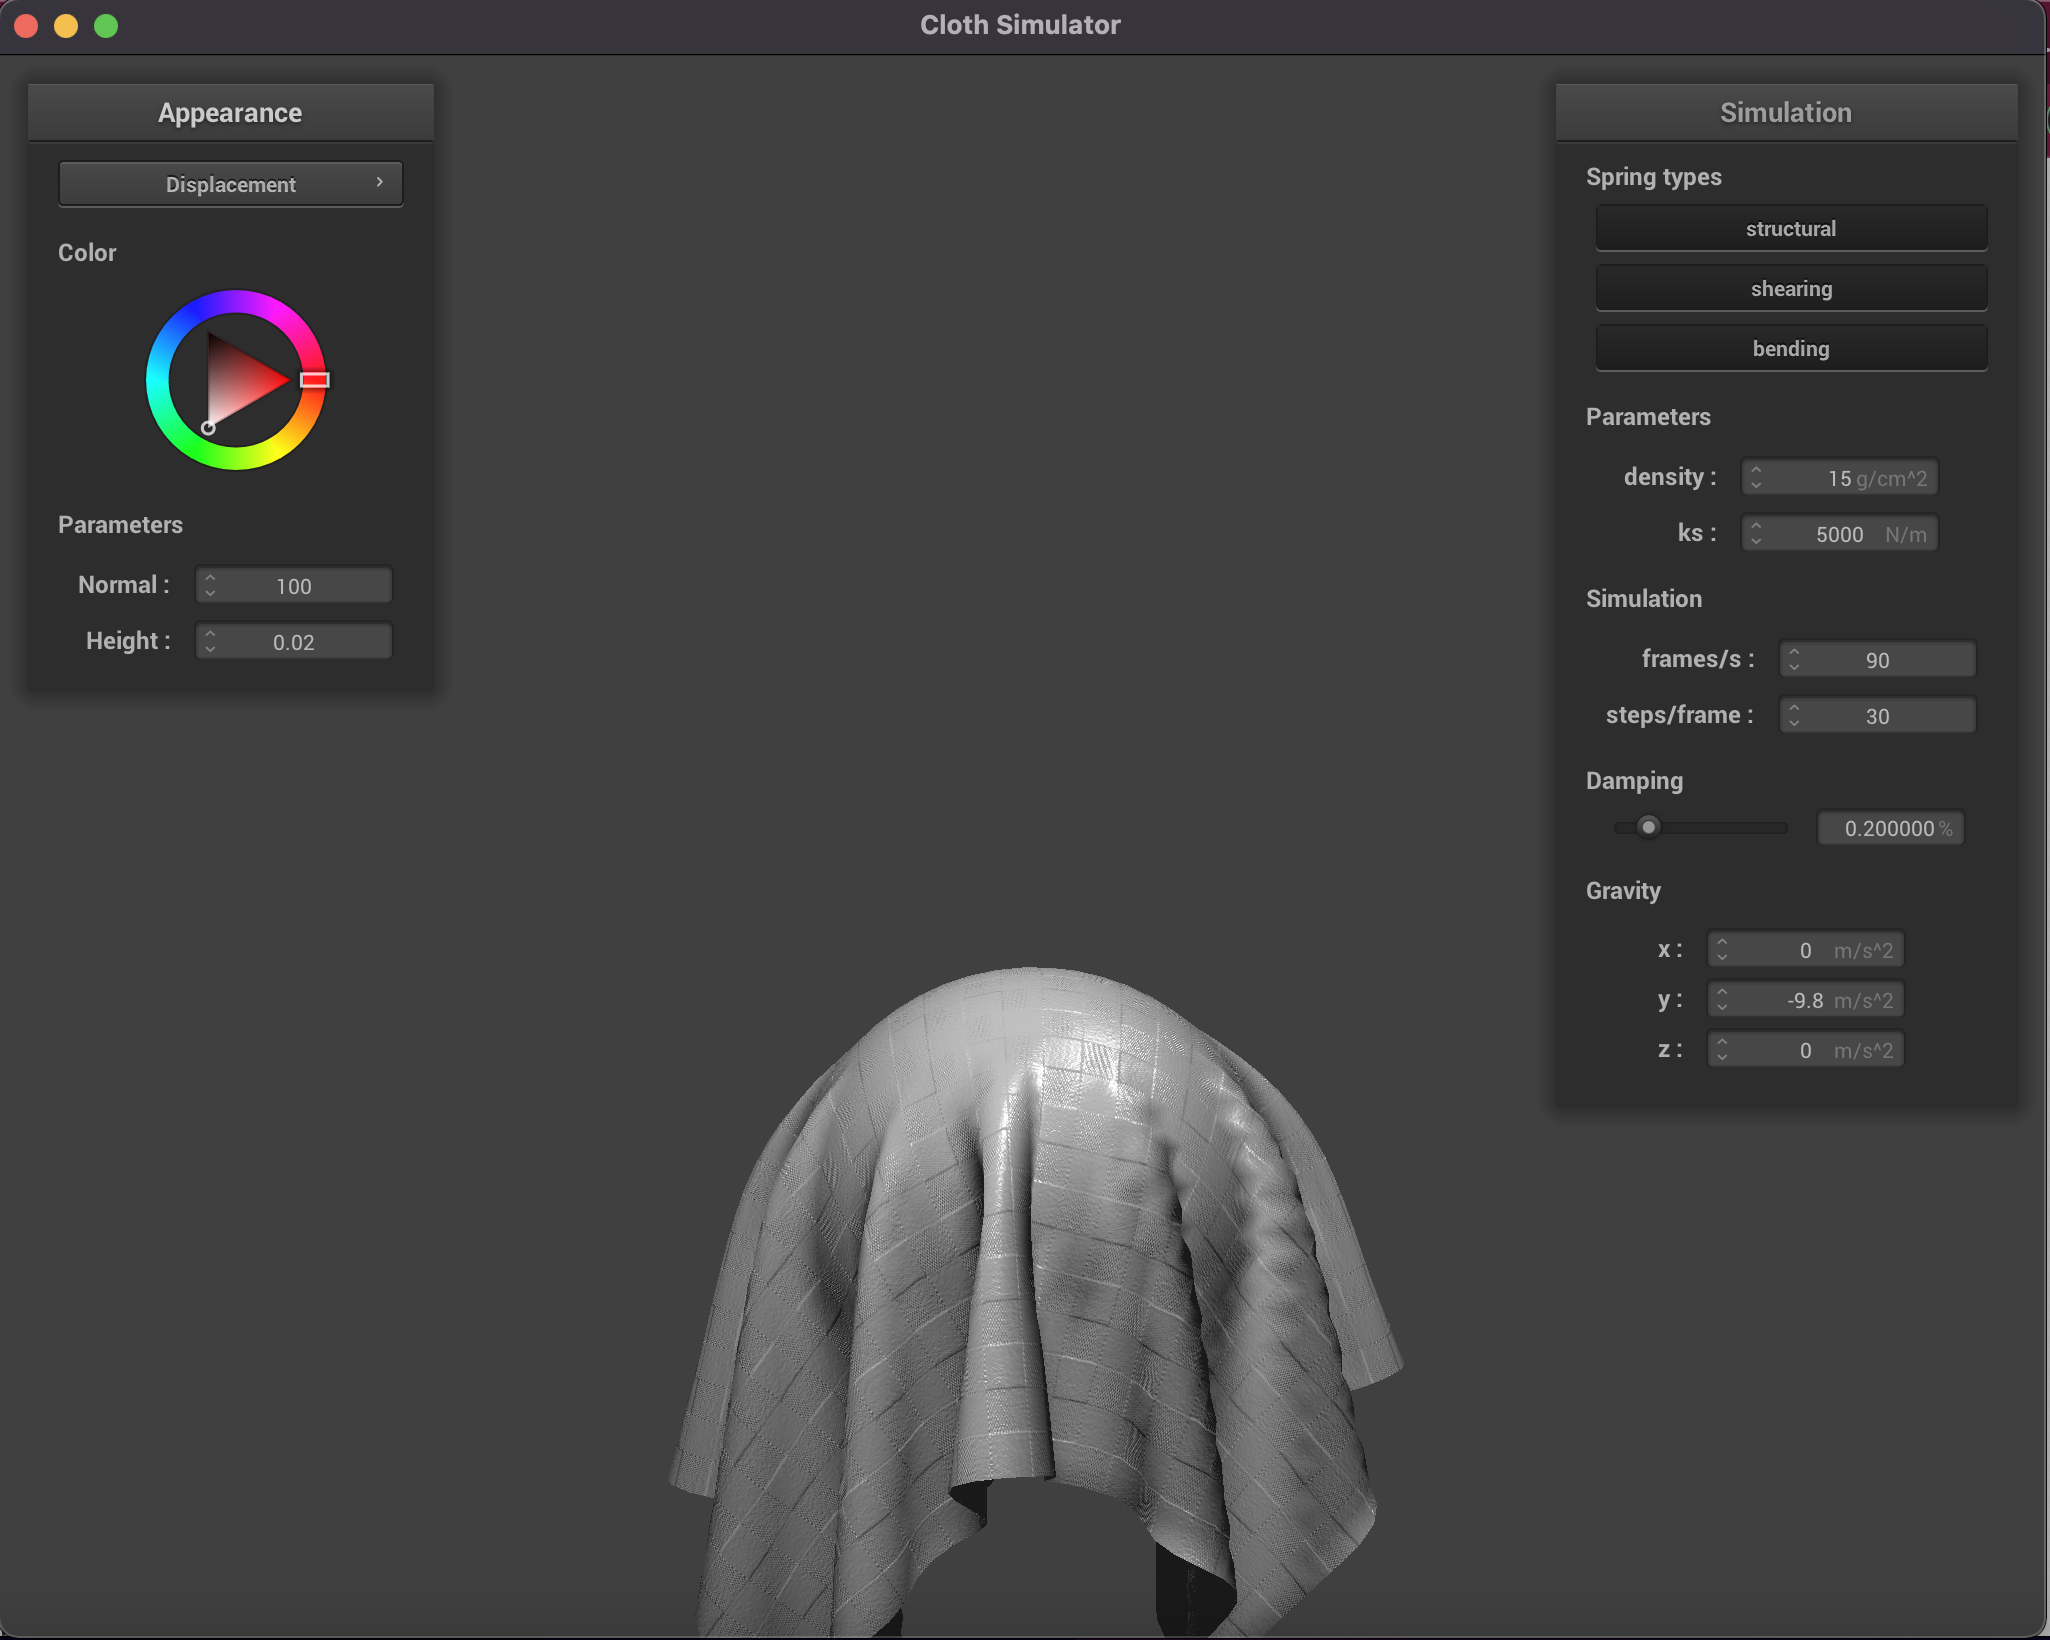 Cloth Simulator
Appearance
Displacement
Color
Parameters
Normal : 100
Height : 0.02
Simulation
Spring types
structural
shearing
bending
Parameters
density : 15 g/cm^2
ks : 5000 N/m
Simulation
frames/s : 90
steps/frame : 30
Damping
0.200000 %
Gravity
x : 0 m/s^2
y : -9.8 m/s^2
z : 0 m/s^2